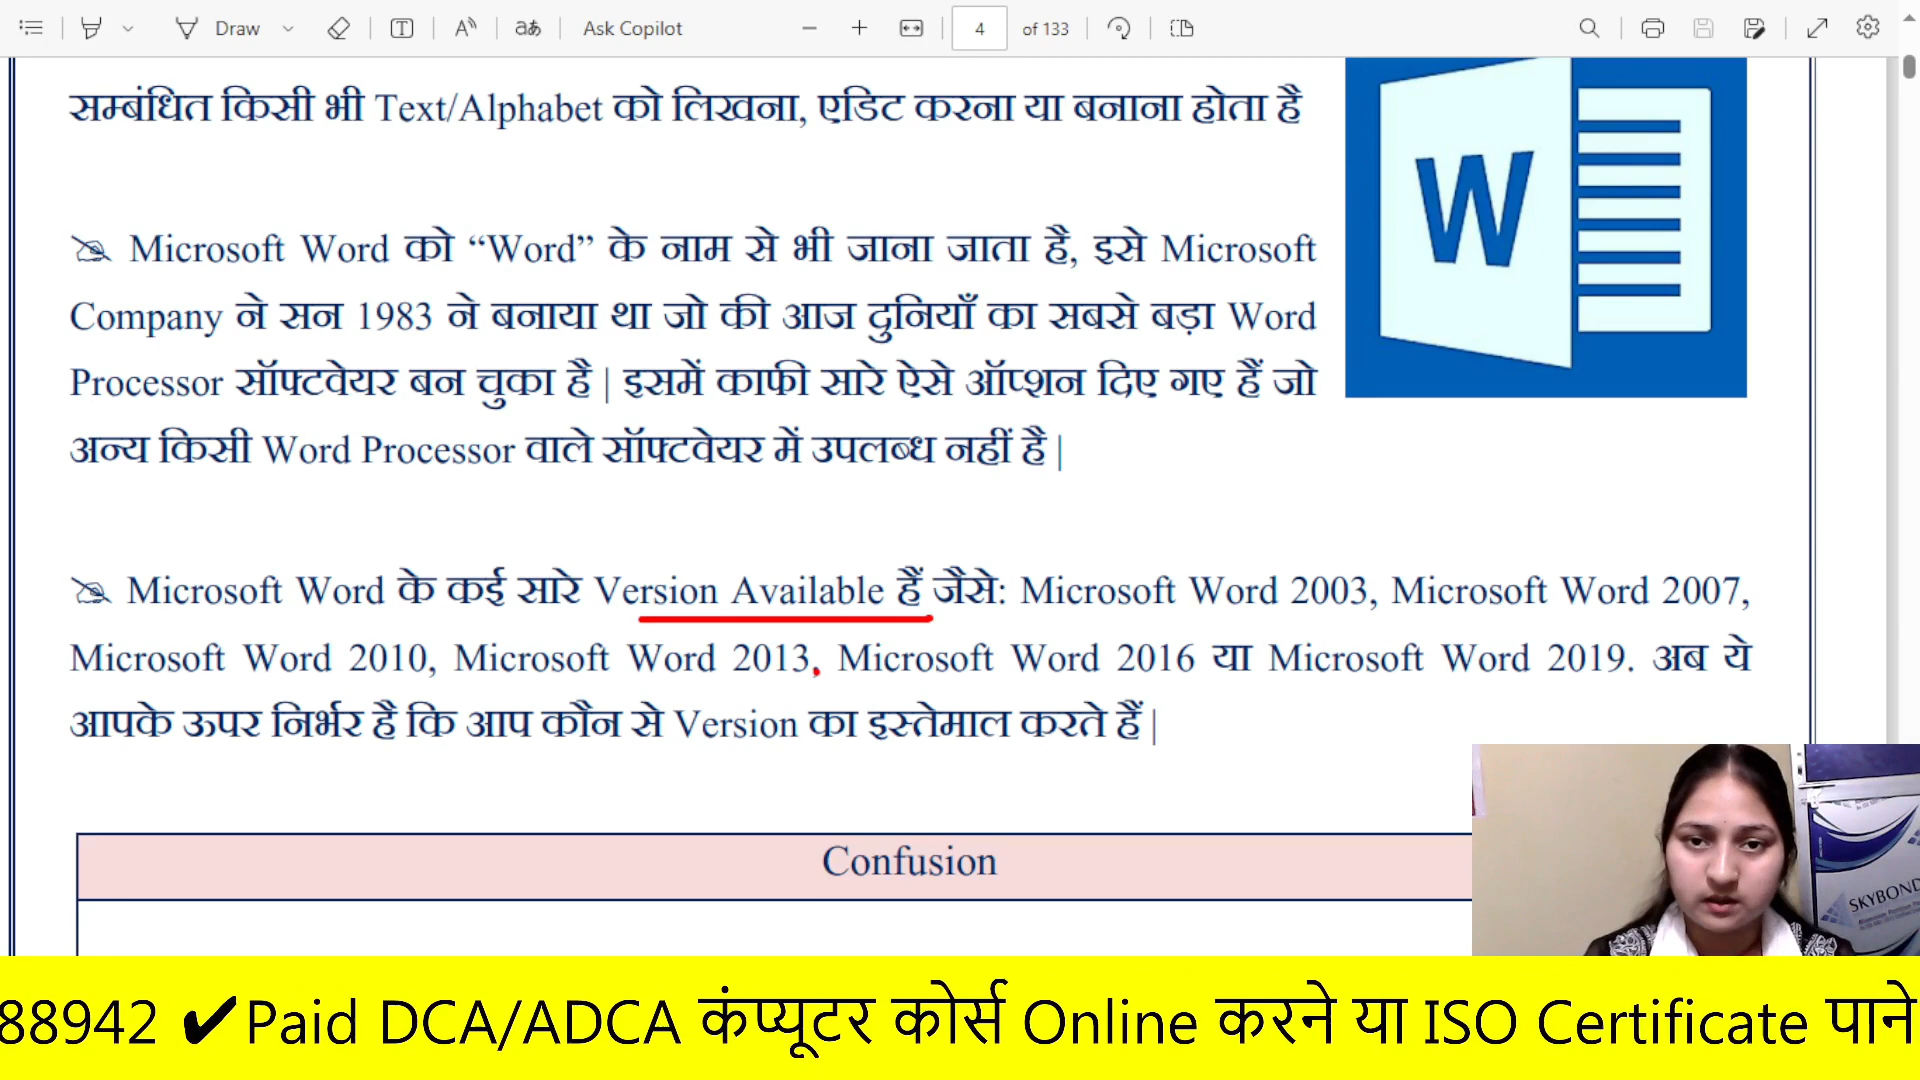 Draw
Ask Copilot
4 of 133
सम्बंधित किसी भी Text/Alphabet को लिखना, एडिट करना या बनाना होता है
W
Microsoft Word को “Word” के नाम से भी जाना जाता है, इसे Microsoft
Company ने सन 1983 ने बनाया था जो की आज दुनियाँ का सबसे बड़ा Word
Processor सॉफ्टवेयर बन चुका है | इसमें काफी सारे ऐसे ऑप्शन दिए गए हैं जो
अन्य किसी Word Processor वाले सॉफ्टवेयर में उपलब्ध नहीं है |
Microsoft Word के कई सारे Version Available हैं जैसे: Microsoft Word 2003, Microsoft Word 2007,
Microsoft Word 2010, Microsoft Word 2013, Microsoft Word 2016 या Microsoft Word 2019. अब ये
आपके ऊपर निर्भर है कि आप कौन से Version का इस्तेमाल करते हैं |
Confusion
SKYBOND
88942 ✔Paid DCA/ADCA कंप्यूटर कोर्स Online करने या ISO Certificate पाने